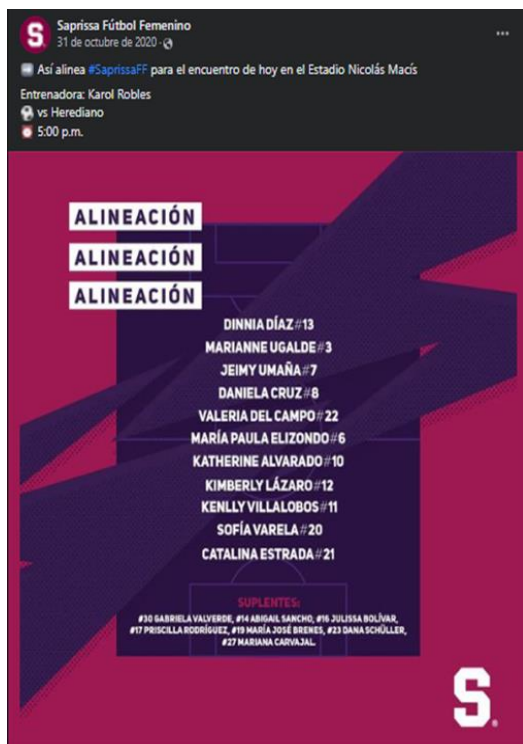 Saprissa Fútbol Femenino
31 de octubre de 2020 ·
Así alinea #SaprissaFF para el encuentro de hoy en el Estadio Nicolás Macís
Entrenadora: Karol Robles
vs Herediano
5:00 p.m.
ALINEACIÓN
ALINEACIÓN
ALINEACIÓN
DINNIA DÍAZ#13
MARIANNE UGALDE#3
JEIMY UMAÑA#7
DANIELA CRUZ#8
VALERIA DEL CAMPO#22
MARÍA PAULA ELIZONDO#6
KATHERINE ALVARADO#10
KIMBERLY LÁZARO#12
KENLLY VILLALOBOS#11
SOFÍA VARELA#20
CATALINA ESTRADA#21
SUPLENTES:
#30 GABRIELA VALVERDE, #14 ABIGAIL SANCHO, #16 JULISSA BOLÍVAR,
#17 PRISCILLA RODRÍGUEZ, #19 MARÍA JOSÉ BRENES, #23 DANA SCHÜLLER,
#27 MARIANA CARVAJAL.
S